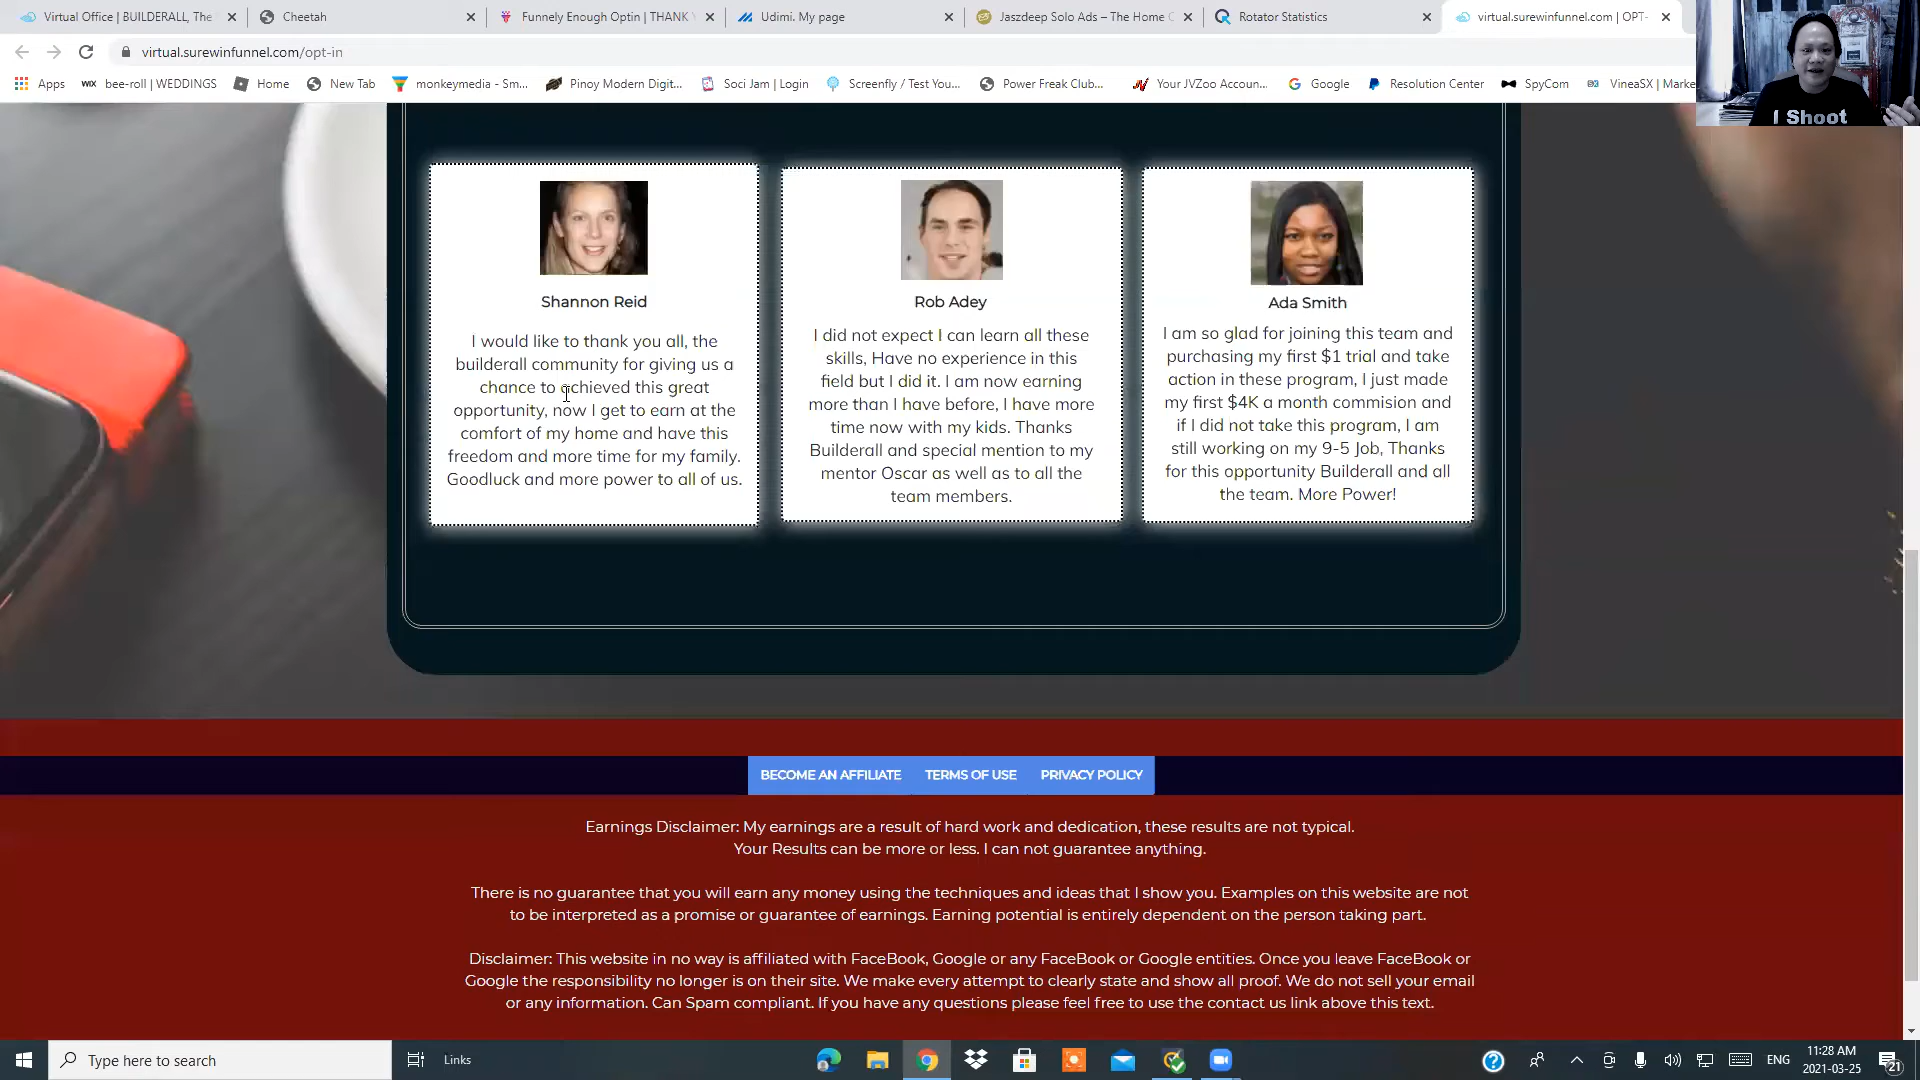 Virtual Office | BUILDERALL, The
Cheetah
Funnely Enough Optin | THANK
Udimi. My page
Jaszdeep Solo Ads – The Home
Rotator Statistics
virtual.surewinfunnel.com | OPT-
virtual.surewinfunnel.com/opt-in
Apps
WIX bee-roll | WEDDINGS
Home
New Tab
monkeymedia - Sm...
Pinoy Modern Digit...
Soci Jam | Login
Screenfly / Test You...
Power Freak Club...
Your JVZoo Accoun...
Google
Resolution Center
SpyCom
VineaSX | Marke
I Shoot
Shannon Reid
I would like to thank you all, the
builderall community for giving us a
chance to achieved this great
opportunity, now I get to earn at the
comfort of my home and have this
freedom and more time for my family.
Goodluck and more power to all of us.
Rob Adey
I did not expect I can learn all these
skills, Have no experience in this
field but I did it. I am now earning
more than I have before, I have more
time now with my kids. Thanks
Builderall and special mention to my
mentor Oscar as well as to all the
team members.
Ada Smith
I am so glad for joining this team and
purchasing my first $1 trial and take
action in these program, I just made
my first $4K a month commision and
if I did not take this program, I am
still working on my 9-5 Job, Thanks
for this opportunity Builderall and all
the team. More Power!
BECOME AN AFFILIATE TERMS OF USE PRIVACY POLICY
Earnings Disclaimer: My earnings are a result of hard work and dedication, these results are not typical.
Your Results can be more or less. I can not guarantee anything.
There is no guarantee that you will earn any money using the techniques and ideas that I show you. Examples on this website are not
to be interpreted as a promise or guarantee of earnings. Earning potential is entirely dependent on the person taking part.
Disclaimer: This website in no way is affiliated with FaceBook, Google or any FaceBook or Google entities. Once you leave FaceBook or
Google the responsibility no longer is on their site. We make every attempt to clearly state and show all proof. We do not sell your email
or any information. Can Spam compliant. If you have any questions please feel free to use the contact us link above this text.
Type here to search
Links
ENG
11:28 AM
2021-03-25
21